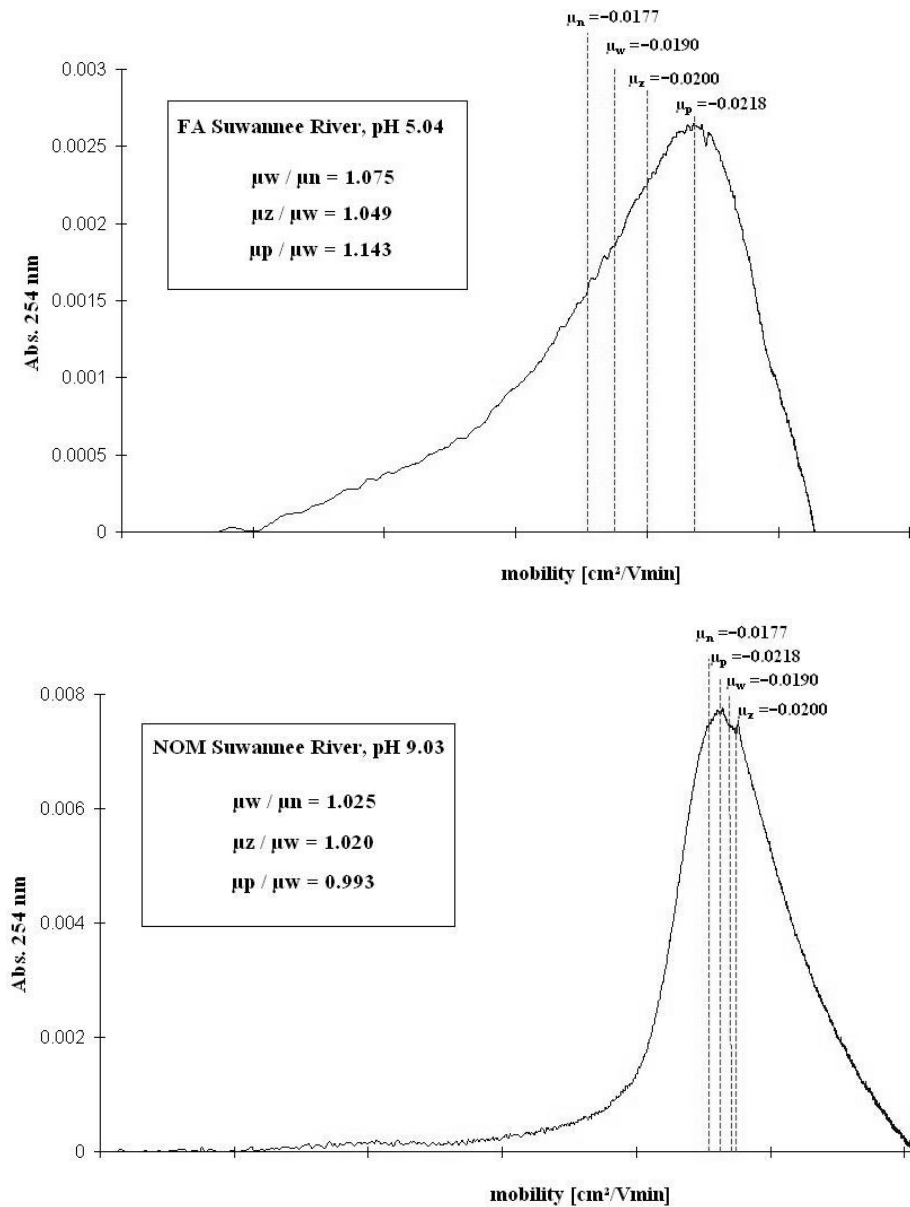 μn =−0.0177
μw =−0.0190
μz =−0.0200
μp =−0.0218
0.003
0.0025
0.002
0.0015
0.001
0.0005
0
Abs. 254 nm
FA Suwannee River, pH 5.04
μw / μn = 1.075
μz / μw = 1.049
μp / μw = 1.143
mobility [cm²/Vmin]
μn =−0.0177
μp =−0.0218
μw =−0.0190
μz =−0.0200
0.008
0.006
0.004
0.002
0
Abs. 254 nm
NOM Suwannee River, pH 9.03
μw / μn = 1.025
μz / μw = 1.020
μp / μw = 0.993
mobility [cm²/Vmin]